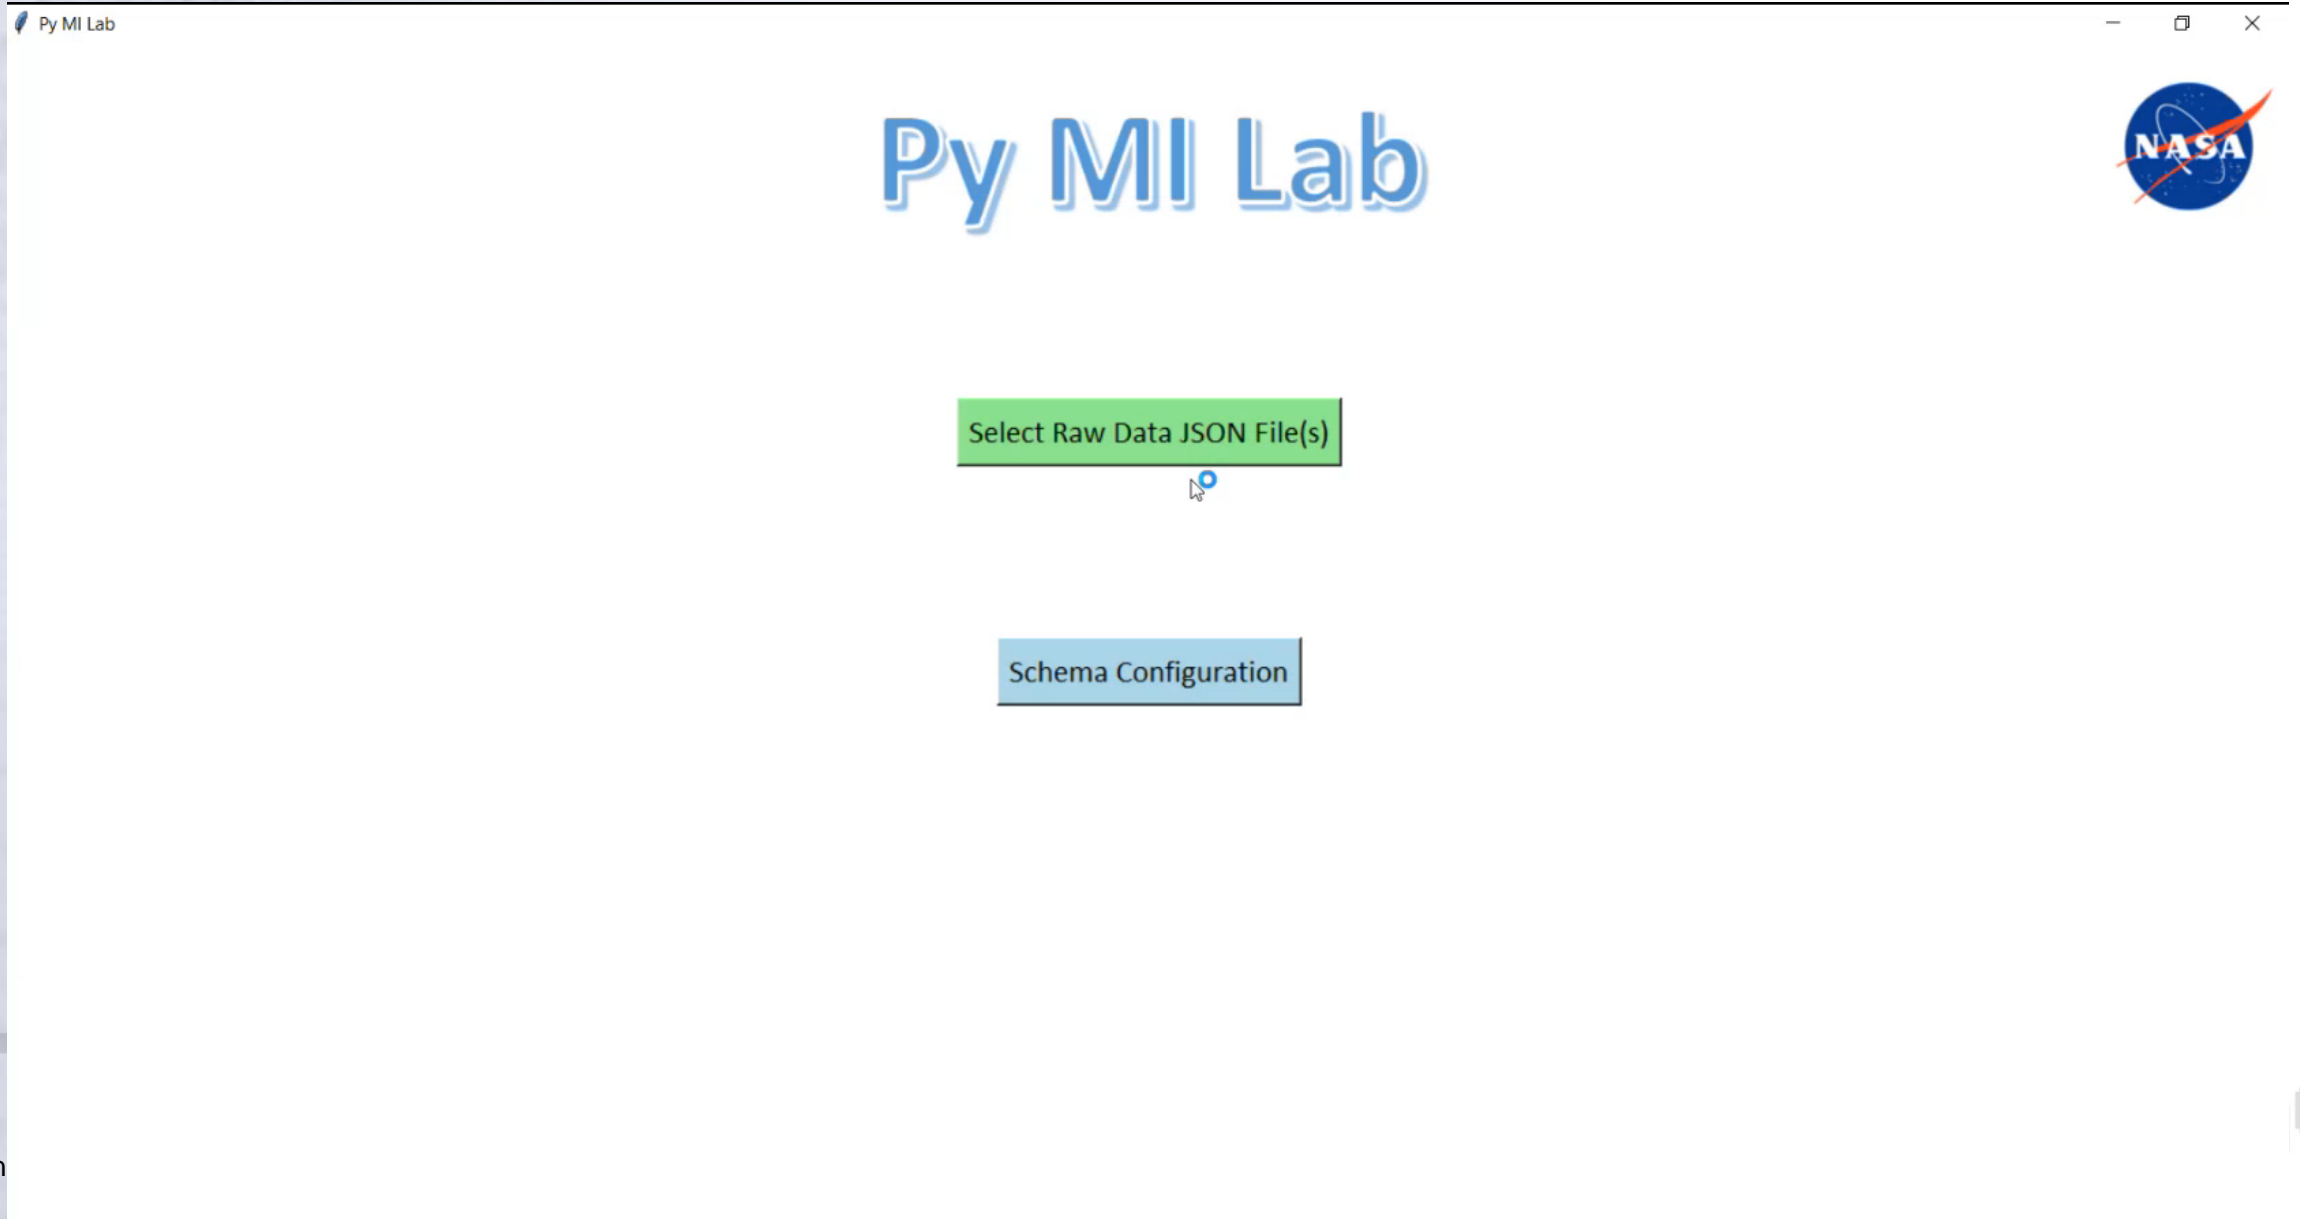 Py MI Lab
Py MI Lab
NASA
Select Raw Data JSON File(s)
Schema Configuration